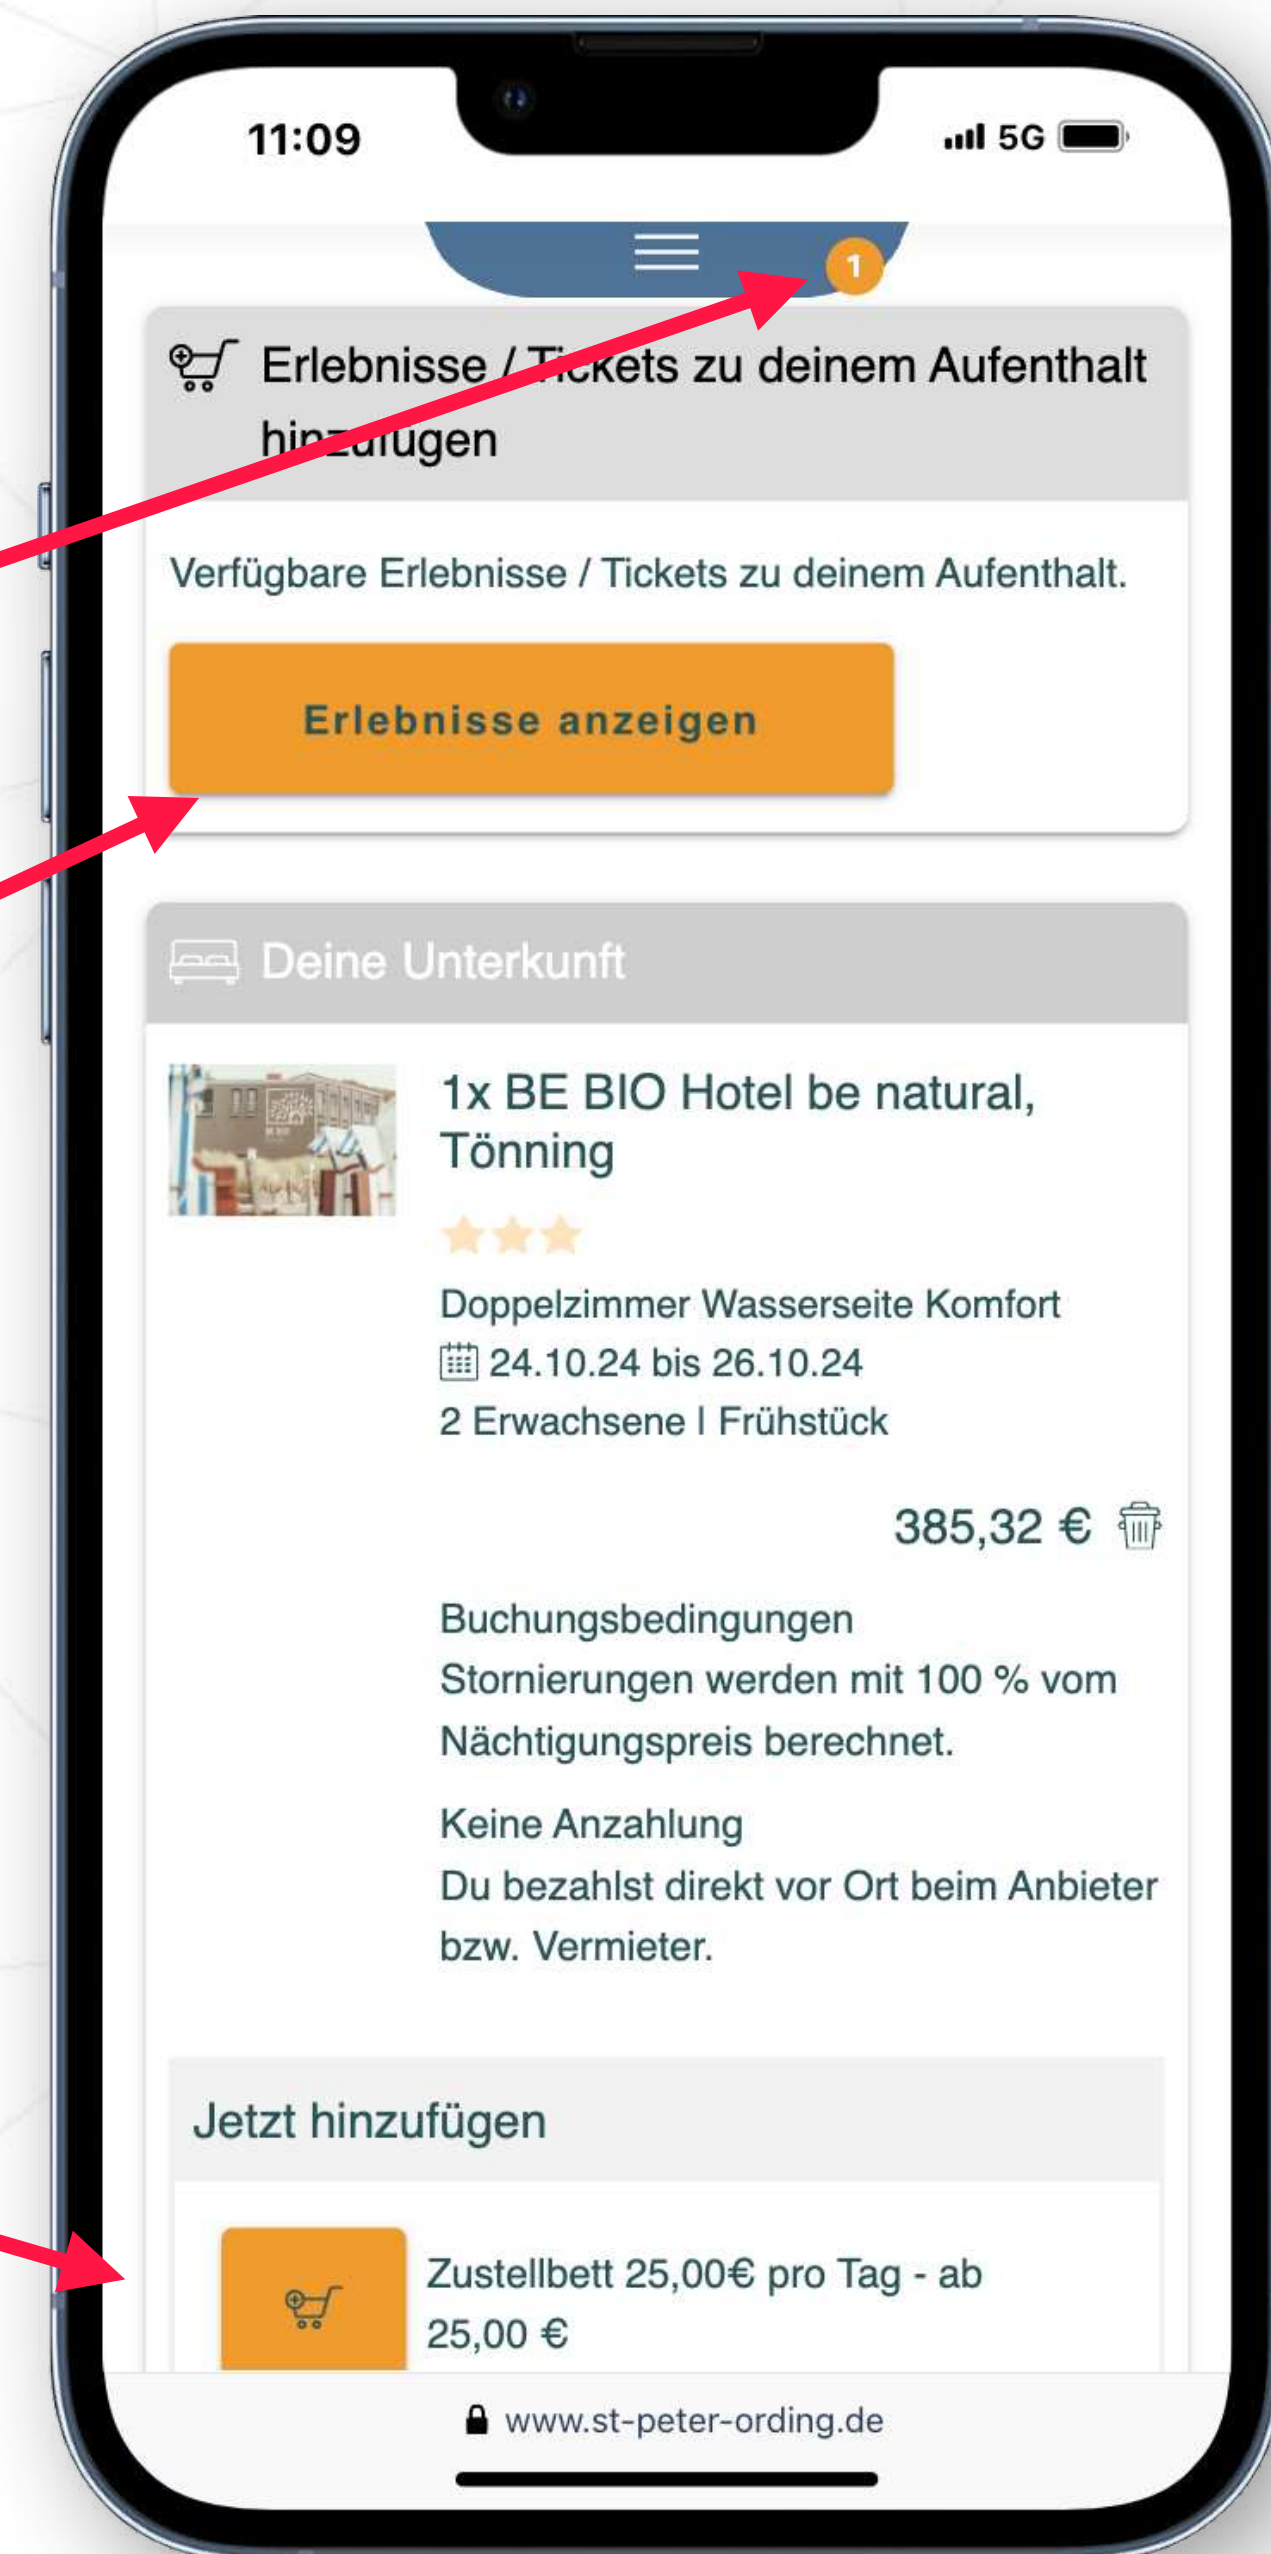 11:09
5G
1
Erlebnisse / Tickets zu deinem Aufenthalt
hinzufügen
Verfügbare Erlebnisse / Tickets zu deinem Aufenthalt.
Erlebnisse anzeigen
Deine Unterkunft
1x BE BIO Hotel be natural,
Tönning
Doppelzimmer Wasserseite Komfort
24.10.24 bis 26.10.24
2 Erwachsene | Frühstück
385,32 €
Buchungsbedingungen
Stornierungen werden mit 100 % vom
Nächtigungspreis berechnet.
Keine Anzahlung
Du bezahlst direkt vor Ort beim Anbieter
bzw. Vermieter.
Jetzt hinzufügen
Zustellbett 25,00€ pro Tag - ab
25,00 €
www.st-peter-ording.de